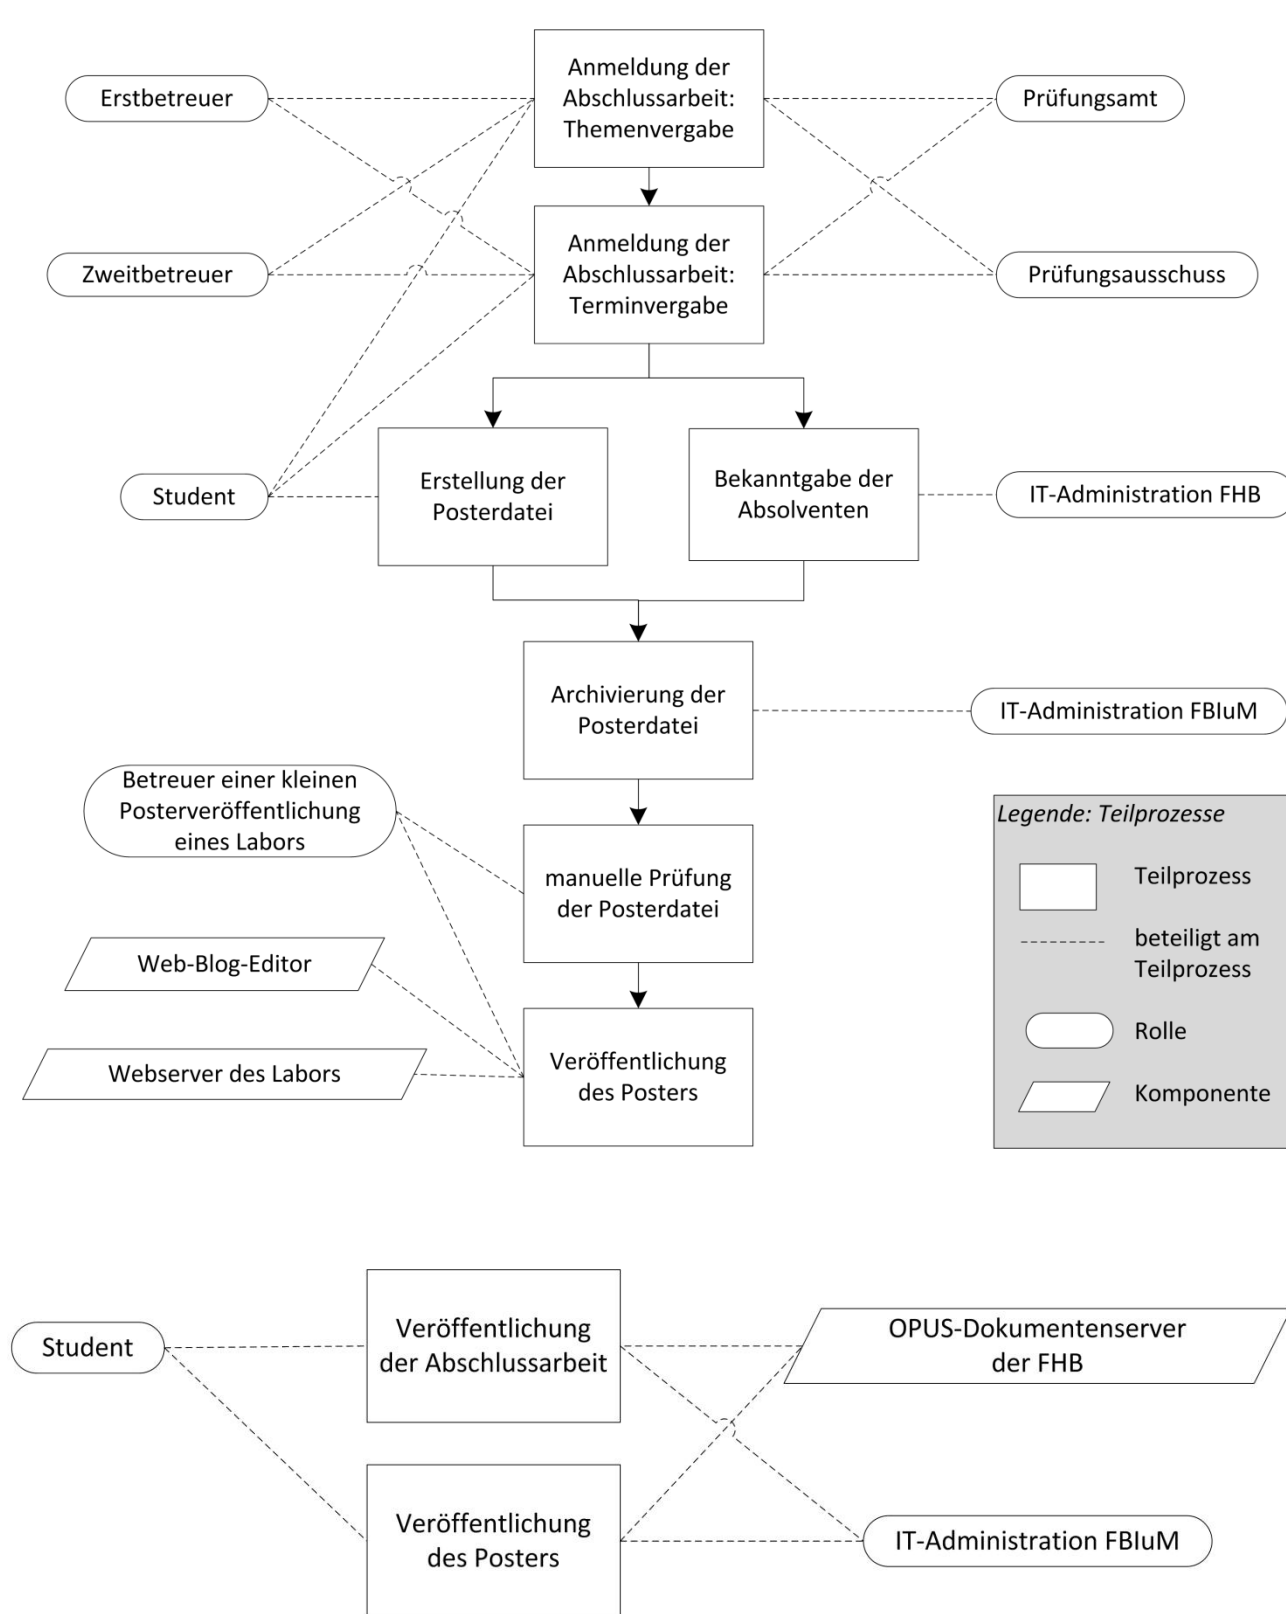 Anmeldung der
Abschlussarbeit:
Themenvergabe
Erstbetreuer
Prüfungsamt
Anmeldung der
Abschlussarbeit:
Terminvergabe
Zweitbetreuer
Prüfungsausschuss
Student
Erstellung der
Posterdatei
Bekanntgabe der
Absolventen
IT-Administration FHB
Archivierung der
Posterdatei
IT-Administration FBIuM
Betreuer einer kleinen
Posterveröffentlichung
eines Labors
manuelle Prüfung
der Posterdatei
Web-Blog-Editor
Webserver des Labors
Veröffentlichung
des Posters
Legende: Teilprozesse
Teilprozess
beteiligt am
Teilprozess
Rolle
Komponente
Student
Veröffentlichung
der Abschlussarbeit
OPUS-Dokumentenserver
der FHB
Veröffentlichung
des Posters
IT-Administration FBIuM